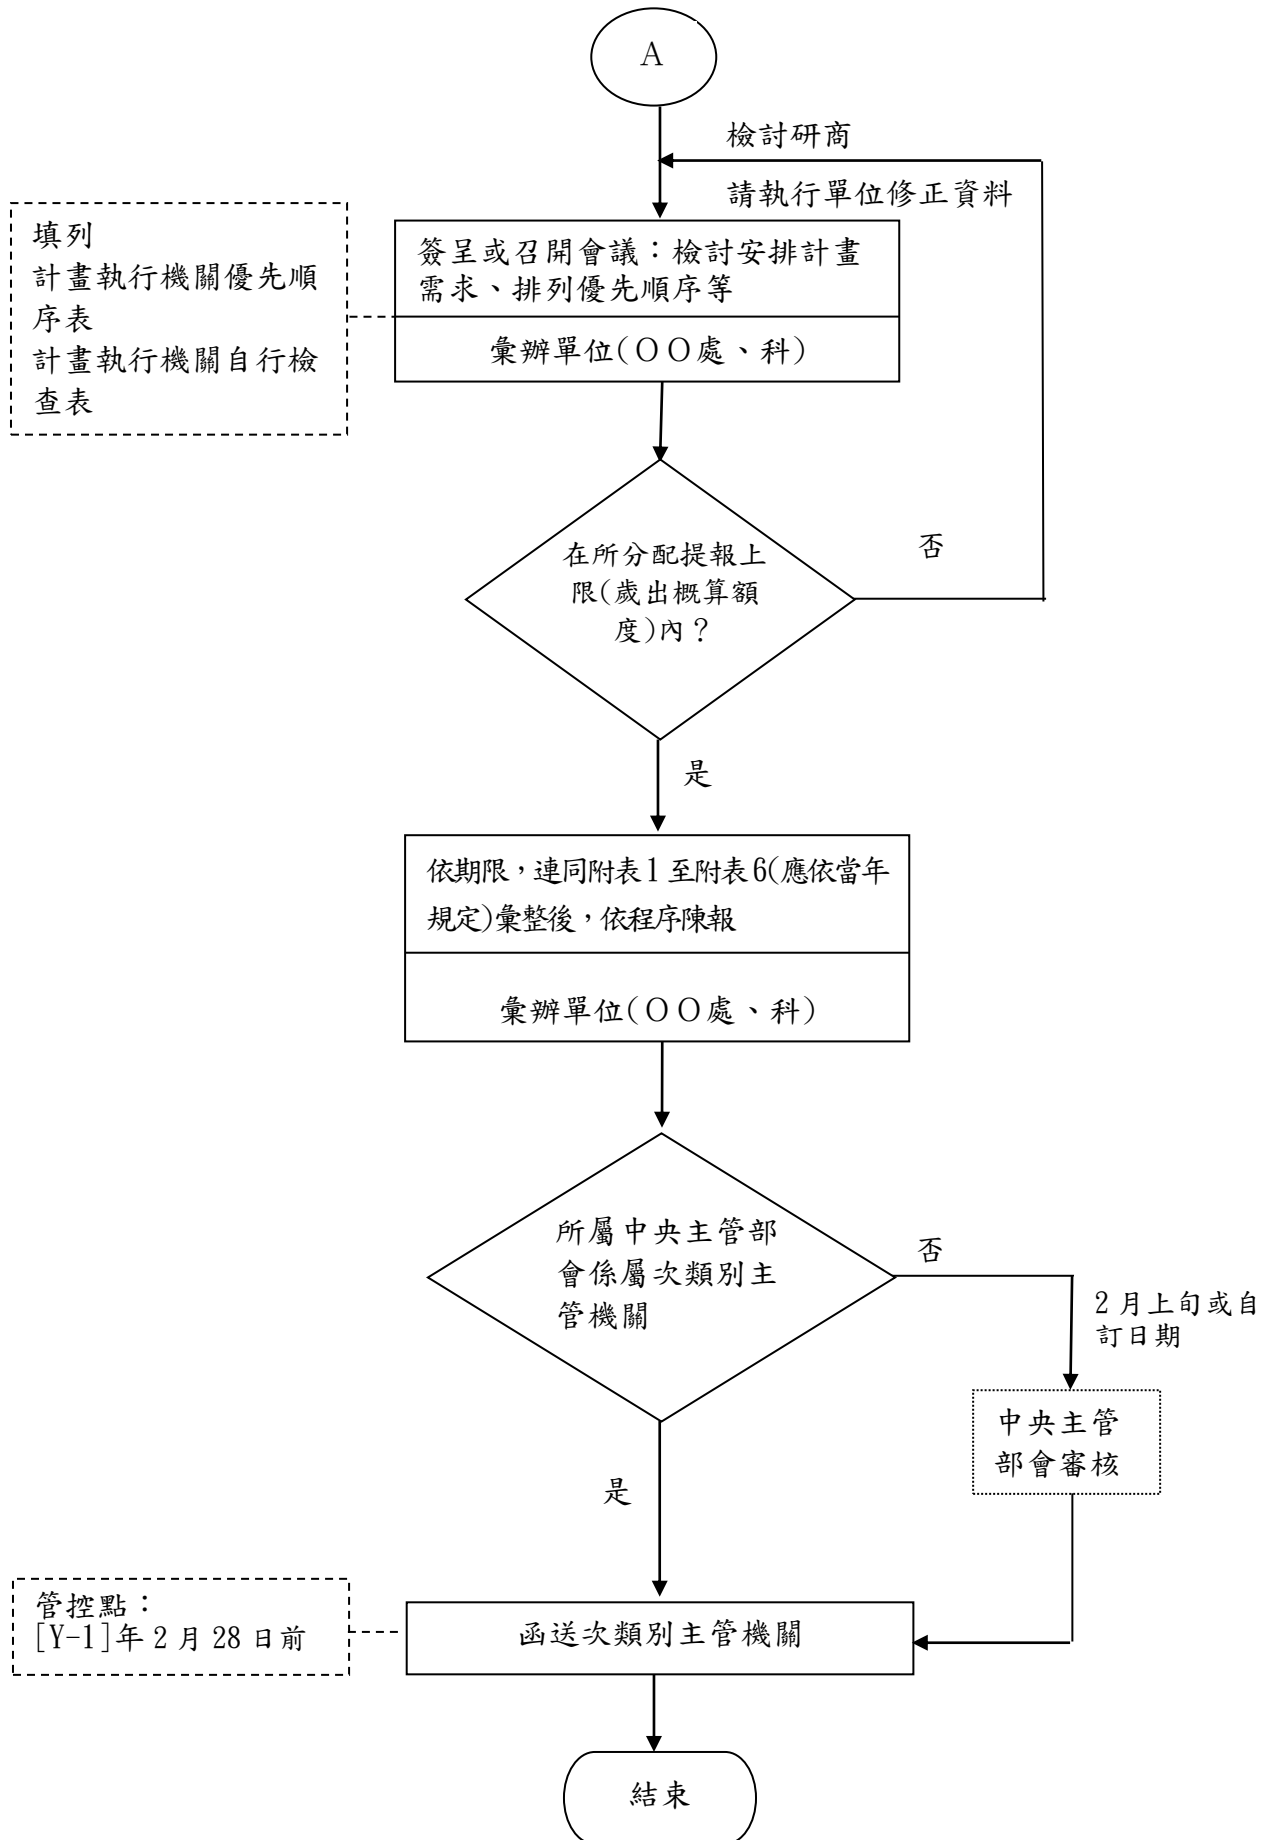 A
檢討研商
請執行單位修正資料
填列
計畫執行機關優先順
序表
計畫執行機關自行檢
查表
簽呈或召開會議：檢討安排計畫
需求、排列優先順序等
彙辦單位(ＯＯ處、科)
在所分配提報上
限(歲出概算額
度)內？
否
是
依期限，連同附表1至附表6(應依當年
規定)彙整後，依程序陳報
彙辦單位(ＯＯ處、科)
所屬中央主管部
會係屬次類別主
管機關
否
2月上旬或自
訂日期
中央主管
部會審核
是
管控點：
[Y-1]年2月28日前
函送次類別主管機關
結束